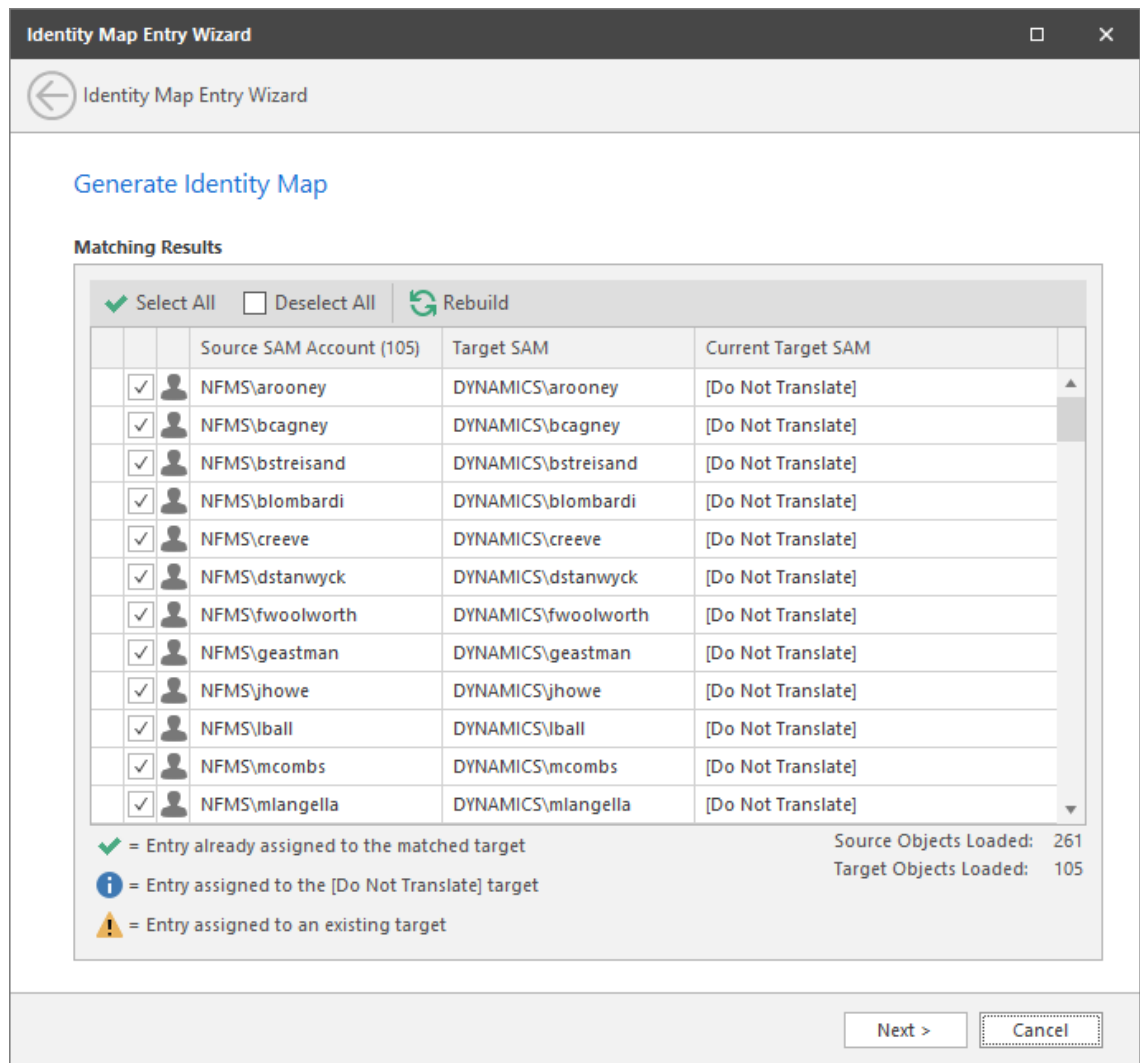 Identity Map Entry Wizard
Identity Map Entry Wizard
Generate Identity Map
Matching Results
Select All Deselect All Rebuild
Source SAM Account (105) Target SAM Current Target SAM
NFMS\arooney DYNAMICS\arooney [Do Not Translate]
NFMS\bcagney DYNAMICS\bcagney [Do Not Translate]
NFMS\bstreisand DYNAMICS\bstreisand [Do Not Translate]
NFMS\blombardi DYNAMICS\blombardi [Do Not Translate]
NFMS\creeve DYNAMICS\creeve [Do Not Translate]
NFMS\dstanwyck DYNAMICS\dstanwyck [Do Not Translate]
NFMS\fwoolworth DYNAMICS\fwoolworth [Do Not Translate]
NFMS\geastman DYNAMICS\geastman [Do Not Translate]
NFMS\jhowe DYNAMICS\jhowe [Do Not Translate]
NFMS\lball DYNAMICS\lball [Do Not Translate]
NFMS\mcombs DYNAMICS\mcombs [Do Not Translate]
NFMS\mlangella DYNAMICS\mlangella [Do Not Translate]
= Entry already assigned to the matched target
= Entry assigned to the [Do Not Translate] target
= Entry assigned to an existing target
Source Objects Loaded: 261
Target Objects Loaded: 105
Next > Cancel